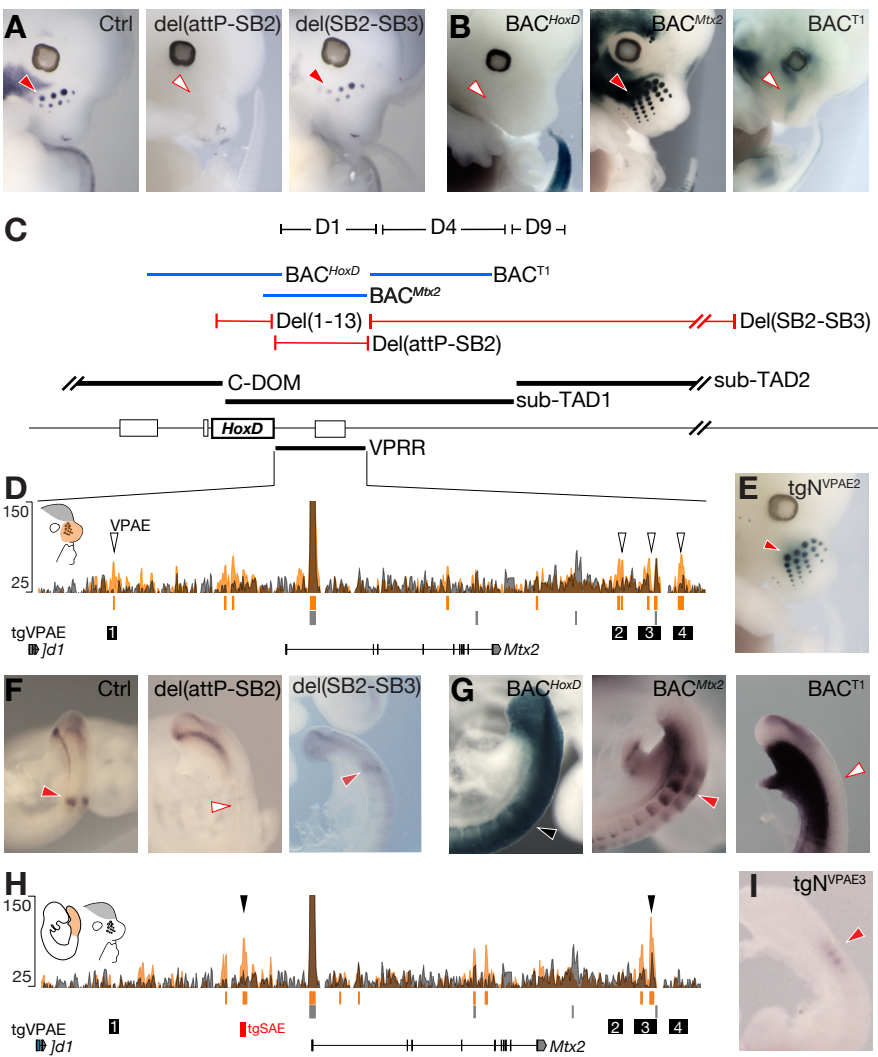 A Ctrl del(attP-SB2) del(SB2-SB3) B BAC^HoxD BAC^Mtx2 BAC^T1
C D1 D4 D9
BAC^HoxD BAC^T1
BAC^Mtx2
Del(1-13) Del(SB2-SB3)
Del(attP-SB2)
C-DOM sub-TAD2
sub-TAD1
HoxD
VPRR
D E tgN^VPAE2
150
VPAE
25
tgVPAE 1 2 3 4
]d1 Mtx2
F Ctrl del(attP-SB2) del(SB2-SB3) G BAC^HoxD BAC^Mtx2 BAC^T1
H I tgN^VPAE3
150
25
tgVPAE 1 tgSAE 2 3 4
]d1 Mtx2